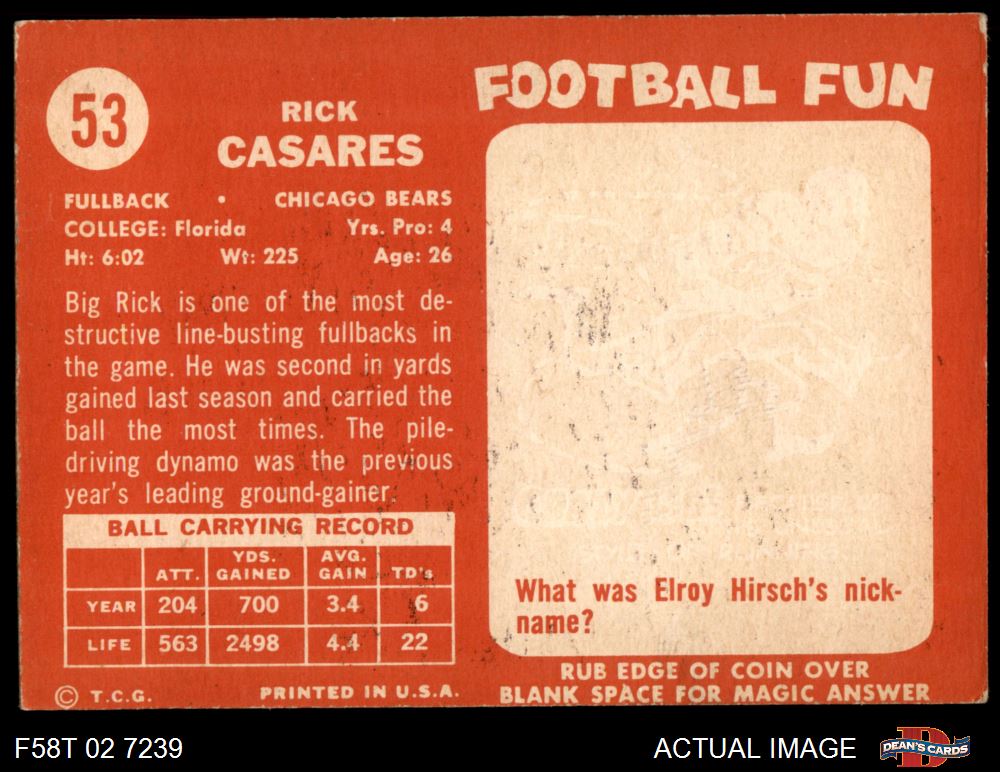 53
RICK
CASARES
FULLBACK • CHICAGO BEARS
COLLEGE: Florida Yrs. Pro: 4
Ht: 6:02 Wt: 225 Age: 26
Big Rick is one of the most de-
structive line-busting fullbacks in
the game. He was second in yards
gained last season and carried the
ball the most times. The pile-
driving dynamo was the previous
year's leading ground-gainer.
BALL CARRYING RECORD
ATT. YDS. GAINED AVG. GAIN TD's
YEAR 204 700 3.4 6
LIFE 563 2498 4.4 22
© T.C.G. PRINTED IN U.S.A.
FOOTBALL FUN
What was Elroy Hirsch's nick-
name?
RUB EDGE OF COIN OVER
BLANK SPACE FOR MAGIC ANSWER
F58T 02 7239
ACTUAL IMAGE
D
DEAN'S CARDS